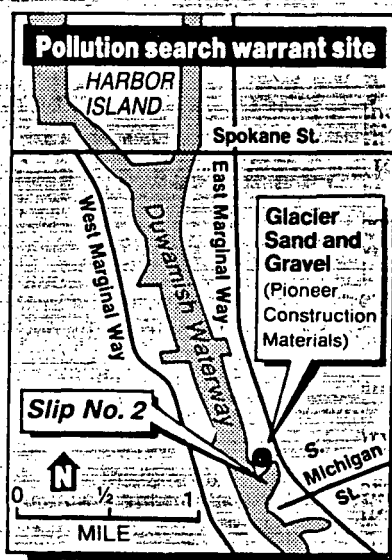 Pollution search warrant site
HARBOR
ISLAND
Spokane St.
West Marginal Way
Duwamish Waterway
East Marginal Way
Glacier
Sand and
Gravel
(Pioneer
Construction
Materials)
Slip No. 2
S. Michigan St.
N
0 1/2 1
MILE